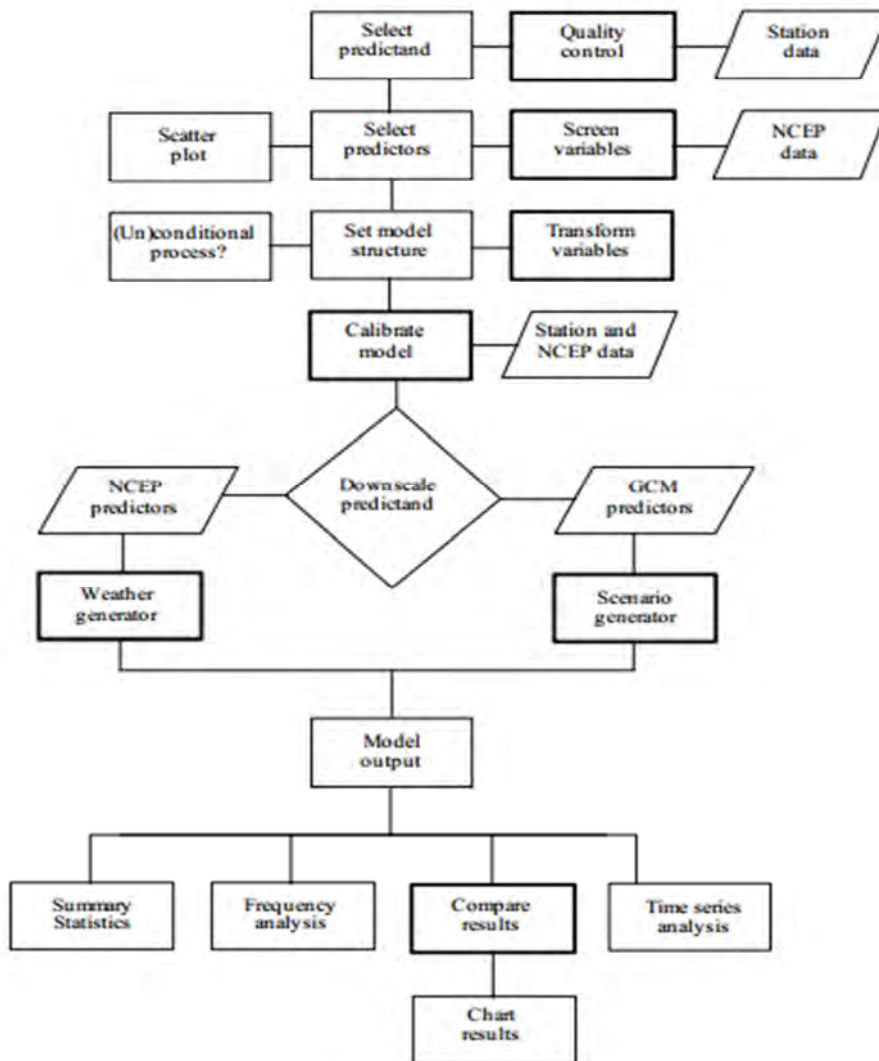 Select
predictand
Quality
control
Station
data
Scatter
plot
Select
predictors
Screen
variables
NCEP
data
(Un)conditional
process?
Set model
structure
Transform
variables
Calibrate
model
Station and
NCEP data
NCEP
predictors
Downscale
predictand
GCM
predictors
Weather
generator
Scenario
generator
Model
output
Summary
Statistics
Frequency
analysis
Compare
results
Time series
analysis
Chart
results